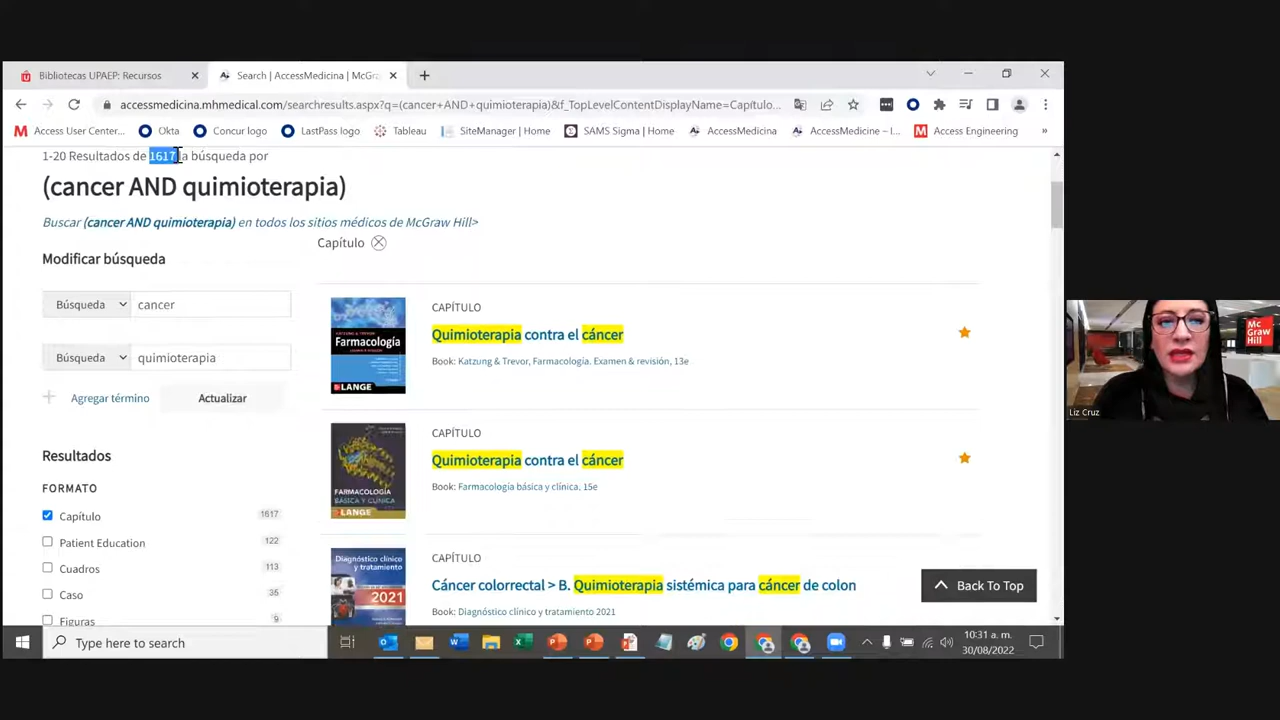 Bibliotecas UPAEP: Recursos
Search | AccessMedicina | McGra
accessmedicina.mhmedical.com/searchresults.aspx?q=(cancer+AND+quimioterapia)&f_TopLevelContentDisplayName=Capítulo...
Access User Center...
Okta
Concur logo
LastPass logo
Tableau
SiteManager | Home
SAMS Sigma | Home
AccessMedicina
AccessMedicine –...
Access Engineering
»
1-20 Resultados de 1617 la búsqueda por
(cancer AND quimioterapia)
Buscar (cancer AND quimioterapia) en todos los sitios médicos de McGraw Hill>
Capítulo
Modificar búsqueda
Búsqueda
cancer
Búsqueda
quimioterapia
Agregar término
Actualizar
Resultados
FORMATO
Capítulo 1617
Patient Education 122
Cuadros 113
Caso 35
Figuras 9
KATZUNG & TREVOR
Farmacología
LANGE
CAPÍTULO
Quimioterapia contra el cáncer
Book: Katzung & Trevor, Farmacología. Examen & revisión, 13e
FARMACOLOGÍA
BÁSICA Y CLÍNICA
LANGE
CAPÍTULO
Quimioterapia contra el cáncer
Book: Farmacología básica y clínica, 15e
Diagnóstico clínico
y tratamiento
2021
CAPÍTULO
Cáncer colorrectal > B. Quimioterapia sistémica para cáncer de colon
Book: Diagnóstico clínico y tratamiento 2021
Back To Top
Mc
Graw
Hill
Liz Cruz
Type here to search
10:31 a. m.
30/08/2022